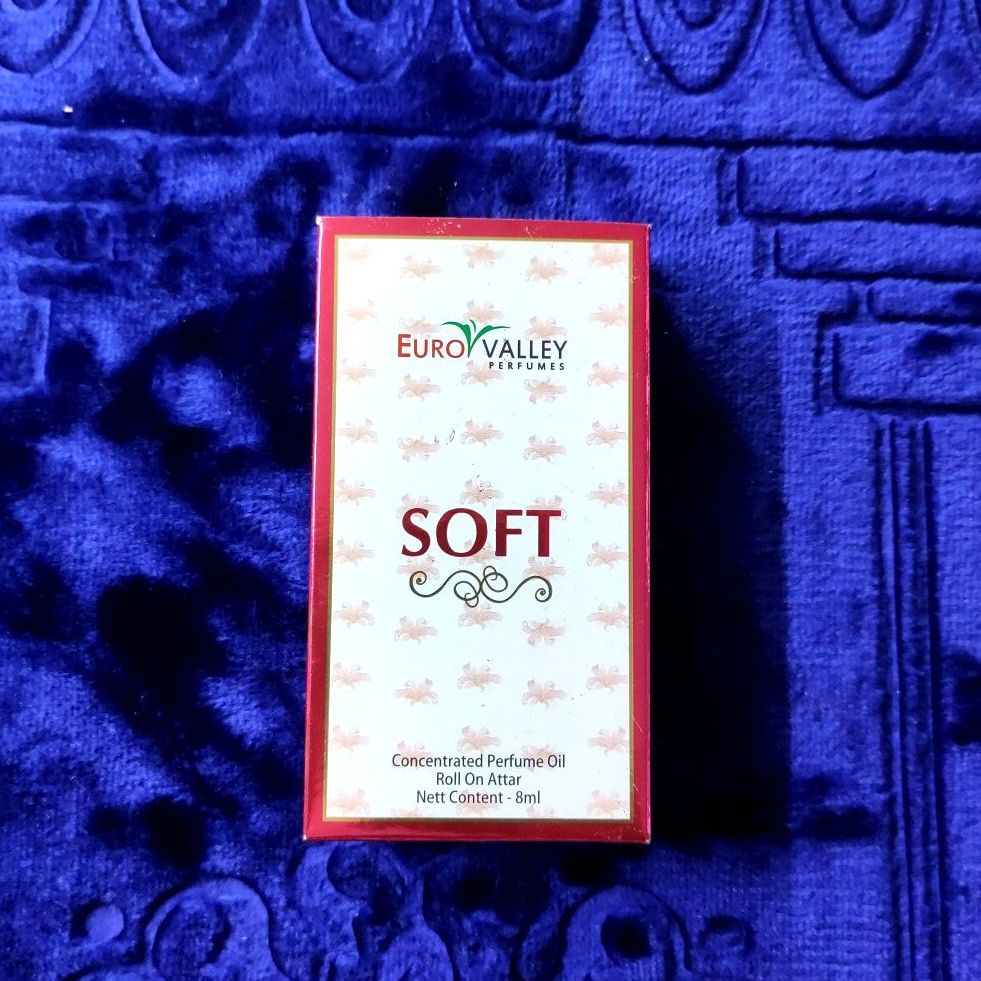 EURO VALLEY
PERFUMES
SOFT
Concentrated Perfume Oil
Roll On Attar
Nett Content - 8ml